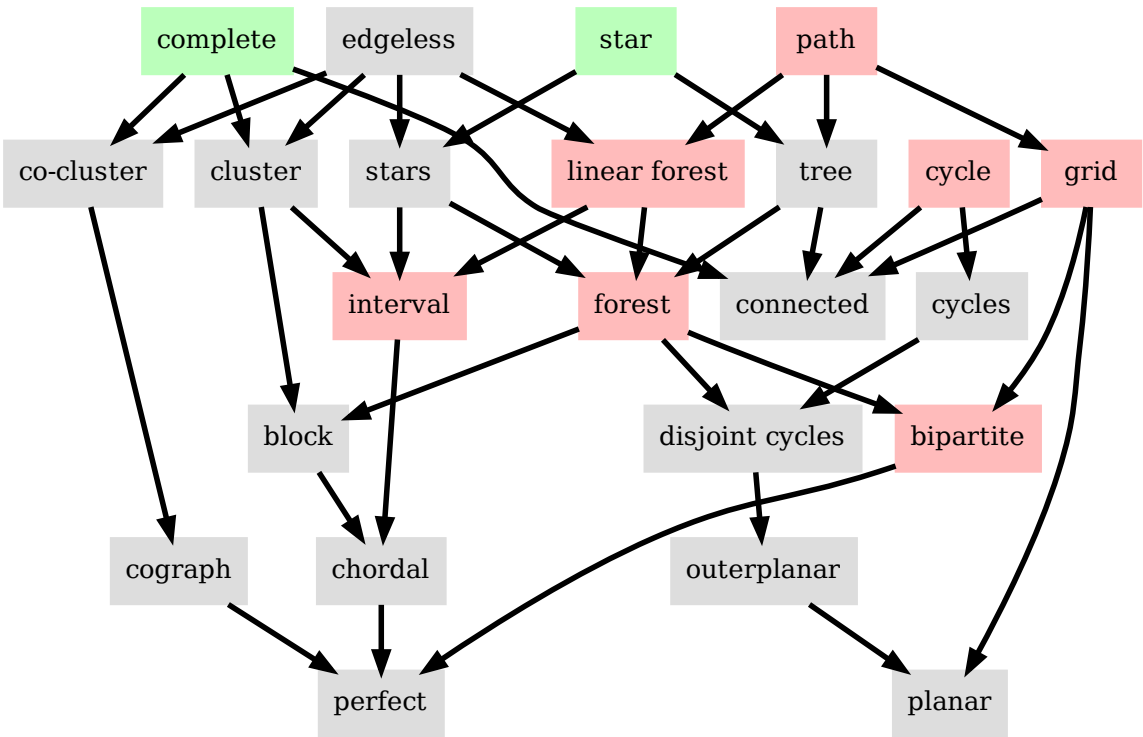 complete
edgeless
star
path
co-cluster
cluster
stars
linear forest
tree
cycle
grid
interval
forest
connected
cycles
block
disjoint cycles
bipartite
cograph
chordal
outerplanar
perfect
planar